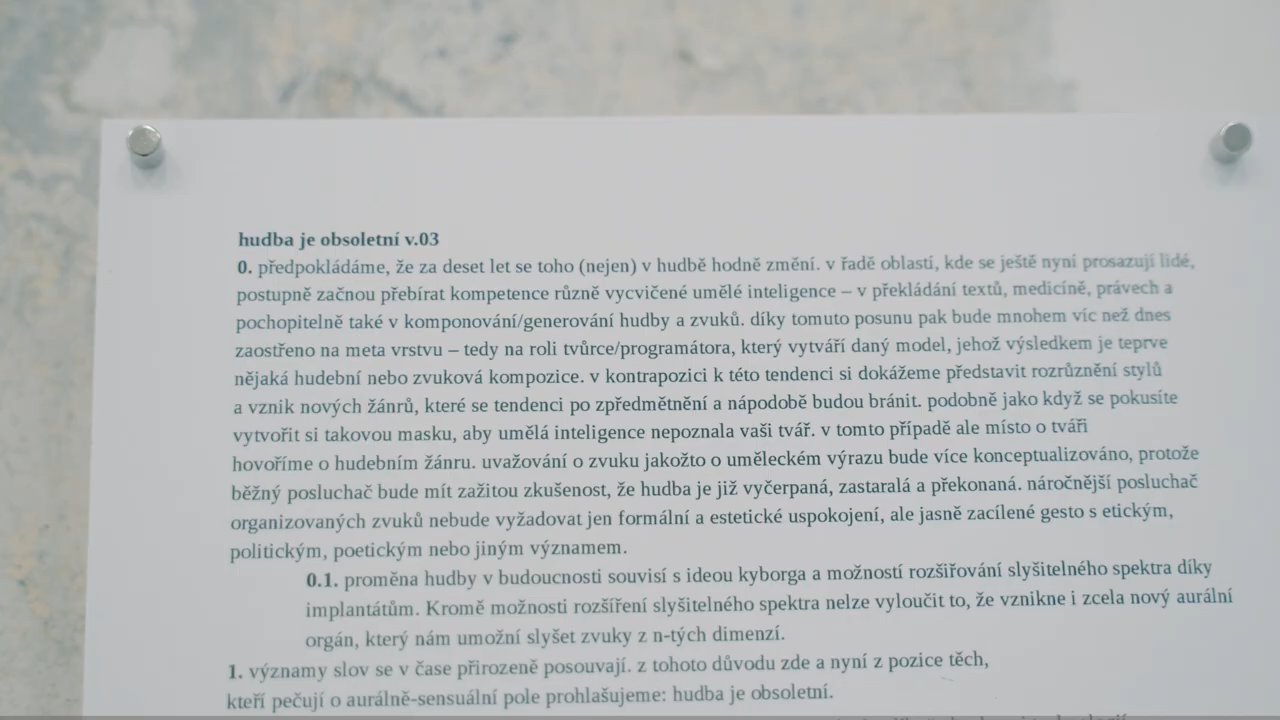 hudba je obsoletní v.03
0. předpokládáme, že za deset let se toho (nejen) v hudbě hodně změní. v řadě oblastí, kde se ještě nyní prosazují lidé,
postupně začnou přebírat kompetence různě vycvičené umělé inteligence – v překládání textů, medicíně, právech a
pochopitelně také v komponování/generování hudby a zvuků. díky tomuto posunu pak bude mnohem víc než dnes
zaostřeno na meta vrstvu – tedy na roli tvůrce/programátora, který vytváří daný model, jehož výsledkem je teprve
nějaká hudební nebo zvuková kompozice. v kontrapozici k této tendenci si dokážeme představit rozrůznění stylů
a vznik nových žánrů, které se tendenci po zpředmětnění a nápodobě budou bránit. podobně jako když se pokusíte
vytvořit si takovou masku, aby umělá inteligence nepoznala vaši tvář. v tomto případě ale místo o tváři
hovoříme o hudebním žánru. uvažování o zvuku jakožto o uměleckém výrazu bude více konceptualizováno, protože
běžný posluchač bude mít zažitou zkušenost, že hudba je již vyčerpaná, zastaralá a překonaná. náročnější posluchač
organizovaných zvuků nebude vyžadovat jen formální a estetické uspokojení, ale jasně zacílené gesto s etickým,
politickým, poetickým nebo jiným významem.
0.1. proměna hudby v budoucnosti souvisí s ideou kyborga a možností rozšiřování slyšitelného spektra díky
implantátům. Kromě možnosti rozšíření slyšitelného spektra nelze vyloučit to, že vznikne i zcela nový aurální
orgán, který nám umožní slyšet zvuky z n-tých dimenzí.
1. významy slov se v čase přirozeně posouvají. z tohoto důvodu zde a nyní z pozice těch,
kteří pečují o aurálně-sensuální pole prohlašujeme: hudba je obsoletní.